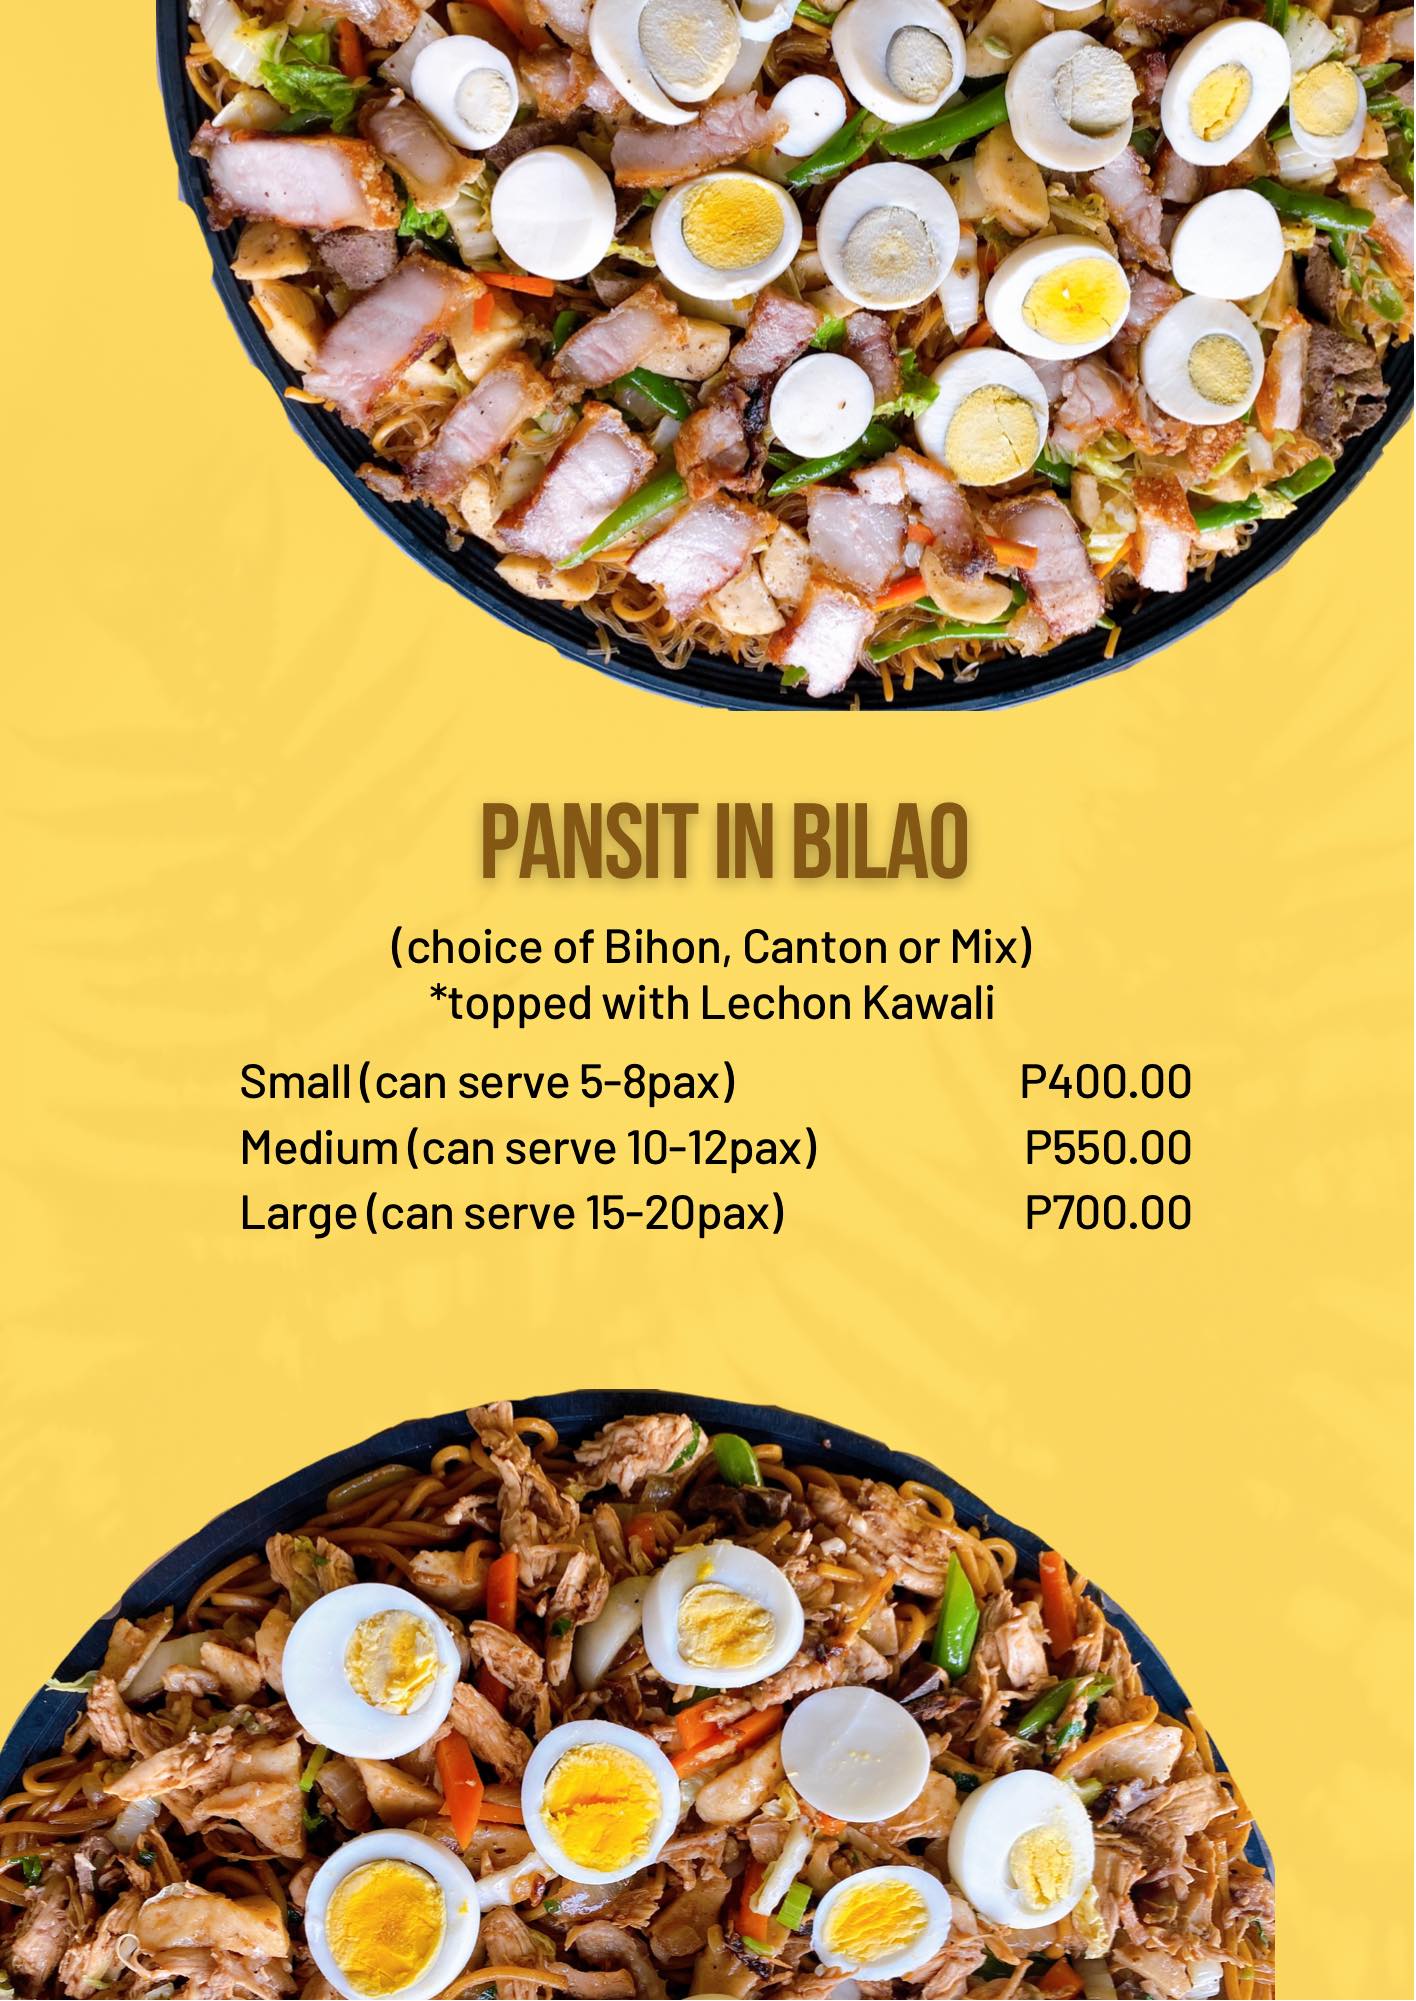 PANSIT IN BILAO
(choice of Bihon, Canton or Mix)
*topped with Lechon Kawali
Small (can serve 5-8pax) P400.00
Medium (can serve 10-12pax) P550.00
Large (can serve 15-20pax) P700.00